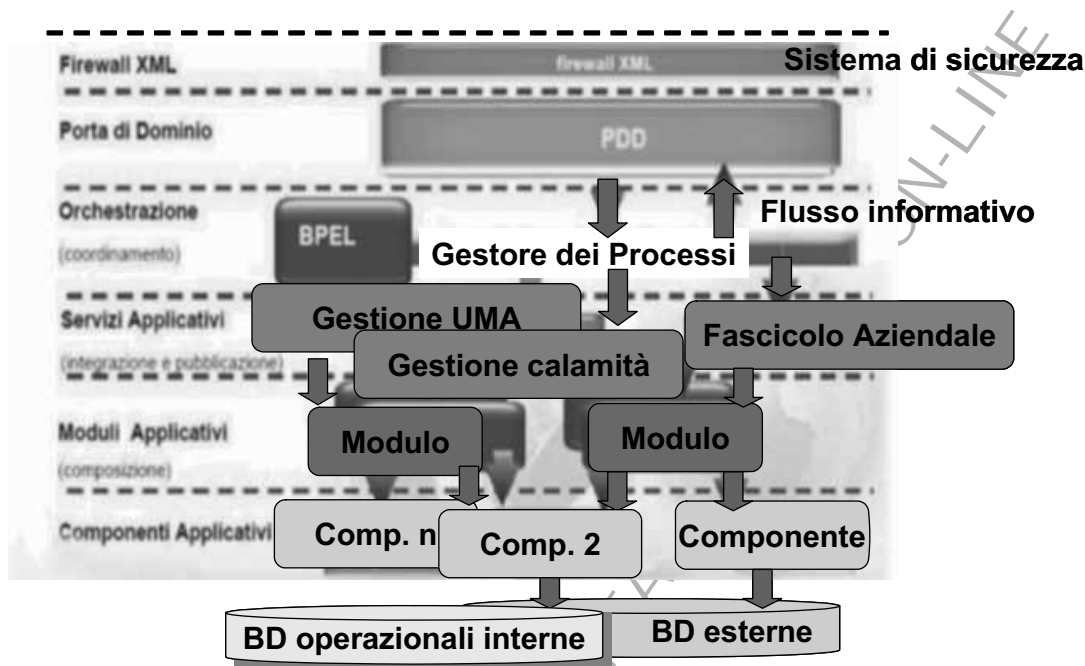 Firewall XML
firewall XML
Sistema di sicurezza
Porta di Dominio
PDD
ON-LINE
Orchestrazione
(coordinamento)
BPEL
Flusso informativo
Gestore dei Processi
Servizi Applicativi
(integrazione e pubblicazione)
Gestione UMA
Gestione calamità
Fascicolo Aziendale
Moduli Applicativi
(composizione)
Modulo
Modulo
Componenti Applicativi
Comp. n
Comp. 2
Componente
BD operazionali interne
BD esterne